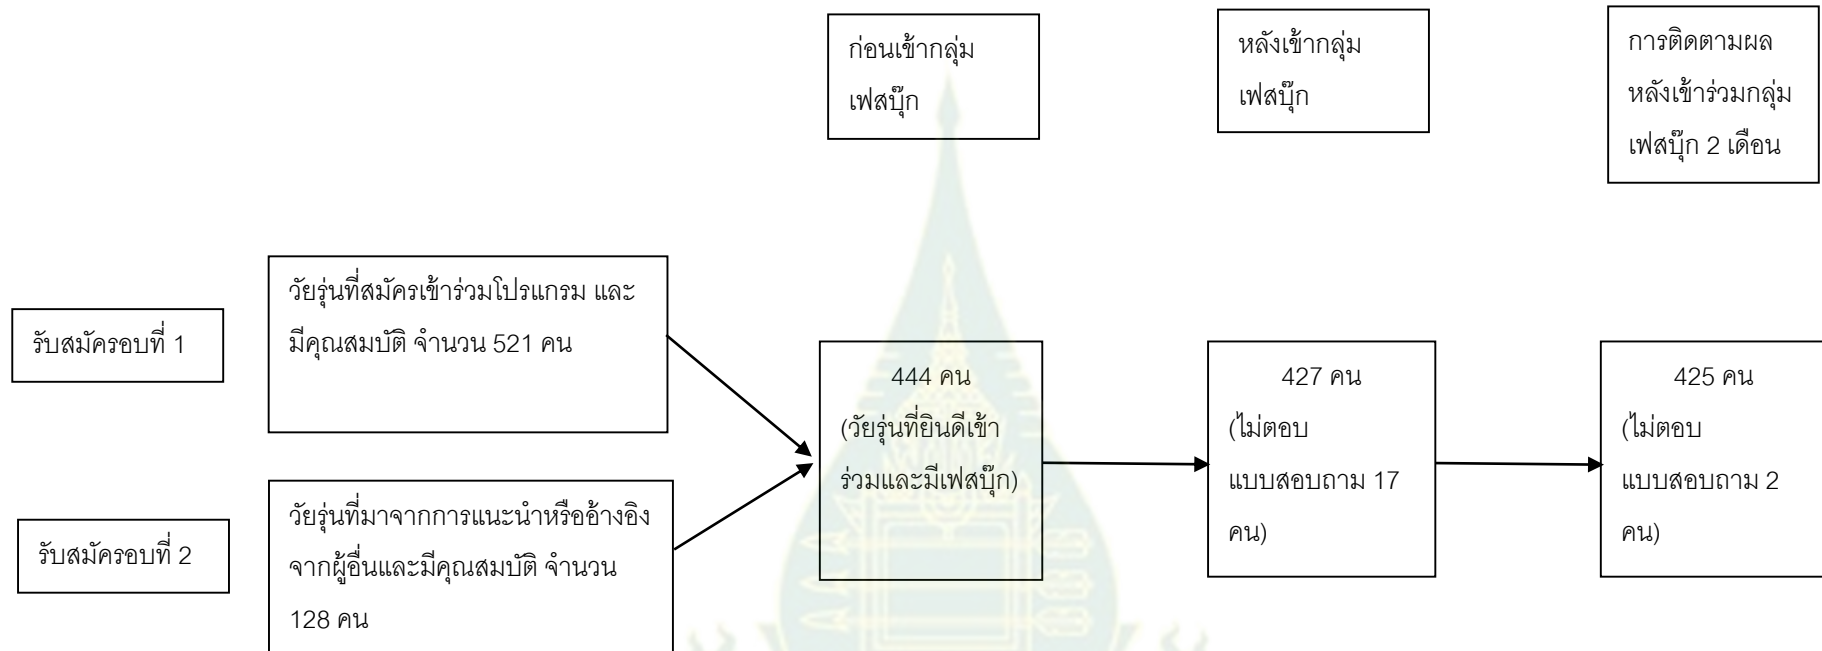 ก่อนเข้ากลุ่ม
เฟสบุ๊ก
หลังเข้ากลุ่ม
เฟสบุ๊ก
การติดตามผล
หลังเข้าร่วมกลุ่ม
เฟสบุ๊ก 2 เดือน
รับสมัครอบที่ 1
วัยรุ่นที่สมัครเข้าร่วมโปรแกรม และ
มีคุณสมบัติ จำนวน 521 คน
รับสมัครอบที่ 2
วัยรุ่นที่มาจากการแนะนำหรืออ้างอิง
จากผู้อื่นและมีคุณสมบัติ จำนวน
128 คน
444 คน
(วัยรุ่นที่ยินดีเข้า
ร่วมและมีเฟสบุ๊ก)
427 คน
(ไม่ตอบ
แบบสอบถาม 17
คน)
425 คน
(ไม่ตอบ
แบบสอบถาม 2
คน)